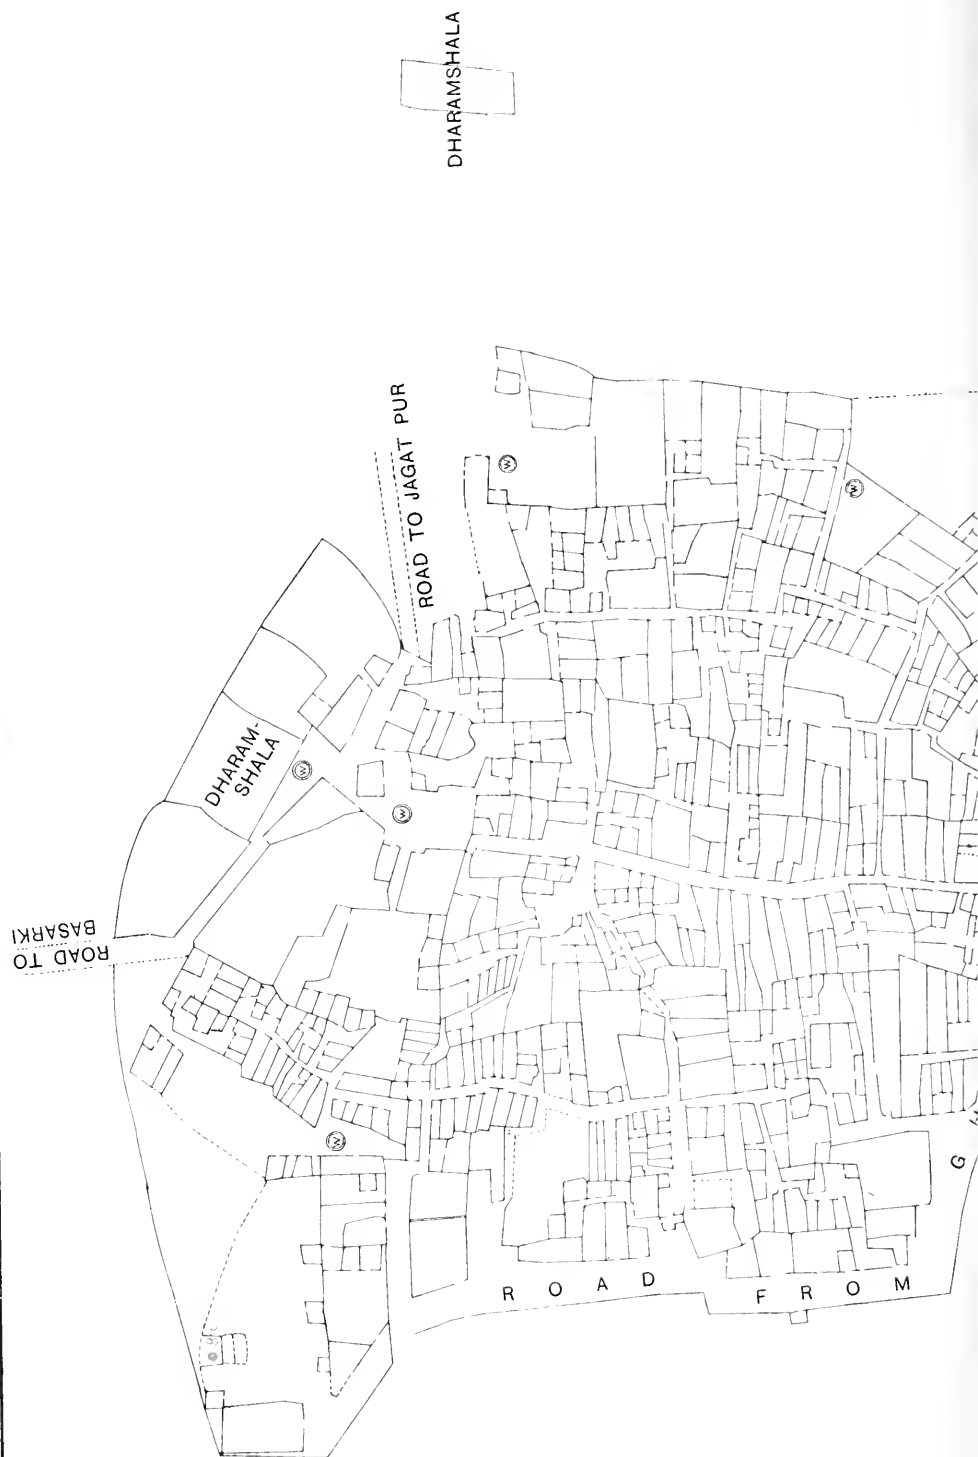 DHARAMSHALA
ROAD TO JAGAT PUR
DHARAM-
SHALA
W
W
W
W
ROAD TO
BASARKI
W
ROAD FROM
G